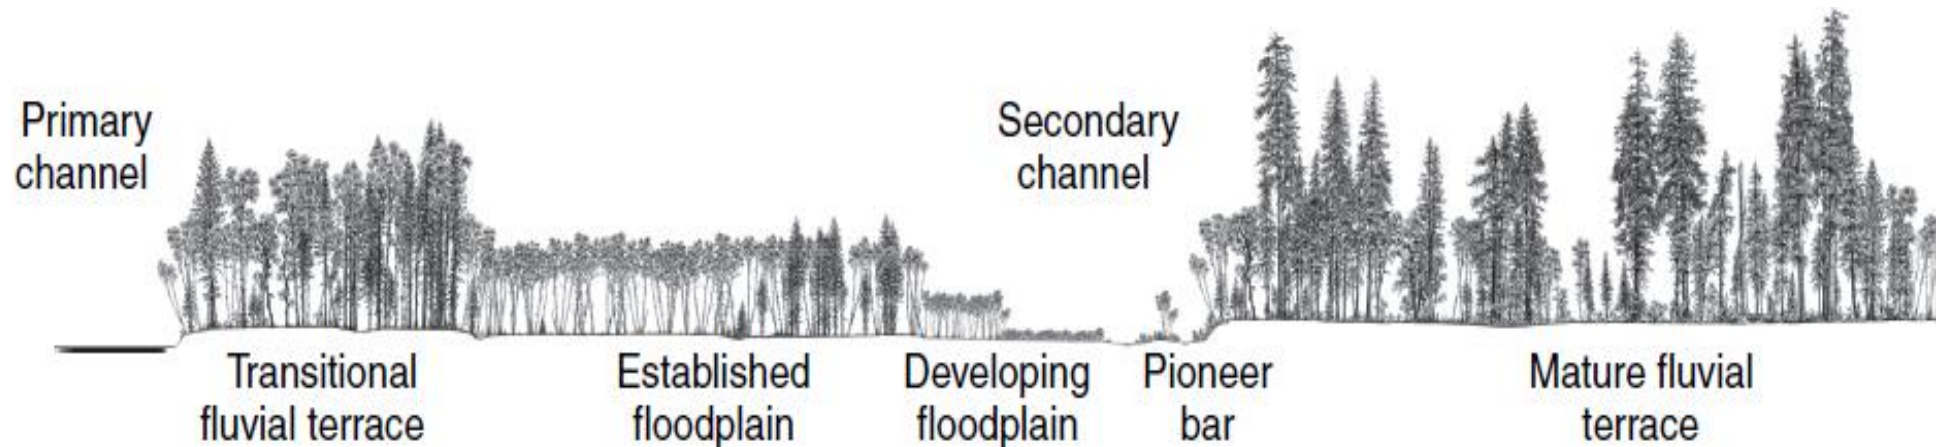 Primary
channel
Secondary
channel
Transitional
fluvial terrace
Established
floodplain
Developing
floodplain
Pioneer
bar
Mature fluvial
terrace